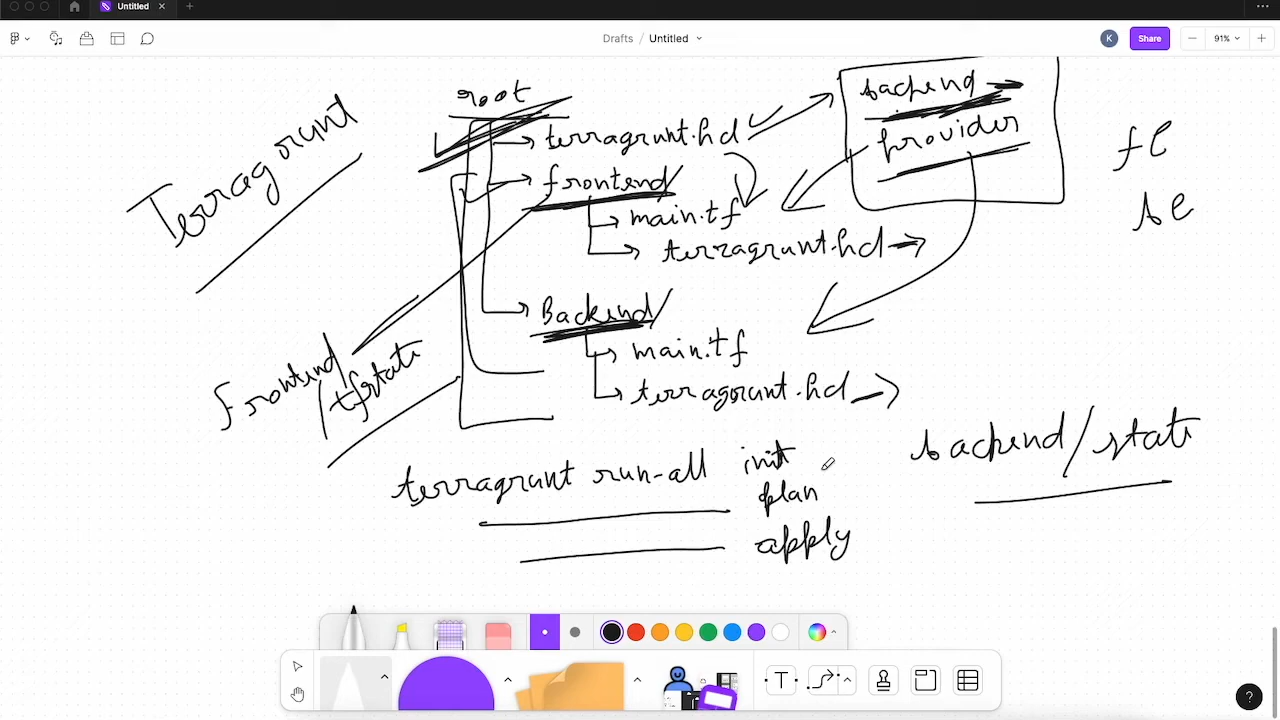 Untitled
Drafts / Untitled
K
Share
91%
Terragrunt
root
terragrunt.hcl
frontend/
main.tf
terragrunt.hcl
Backend/
main.tf
terragrunt.hcl
backend
provider
fe
be
frontend/
tfstate
terragrunt run-all init
plan
apply
backend/state
T
?